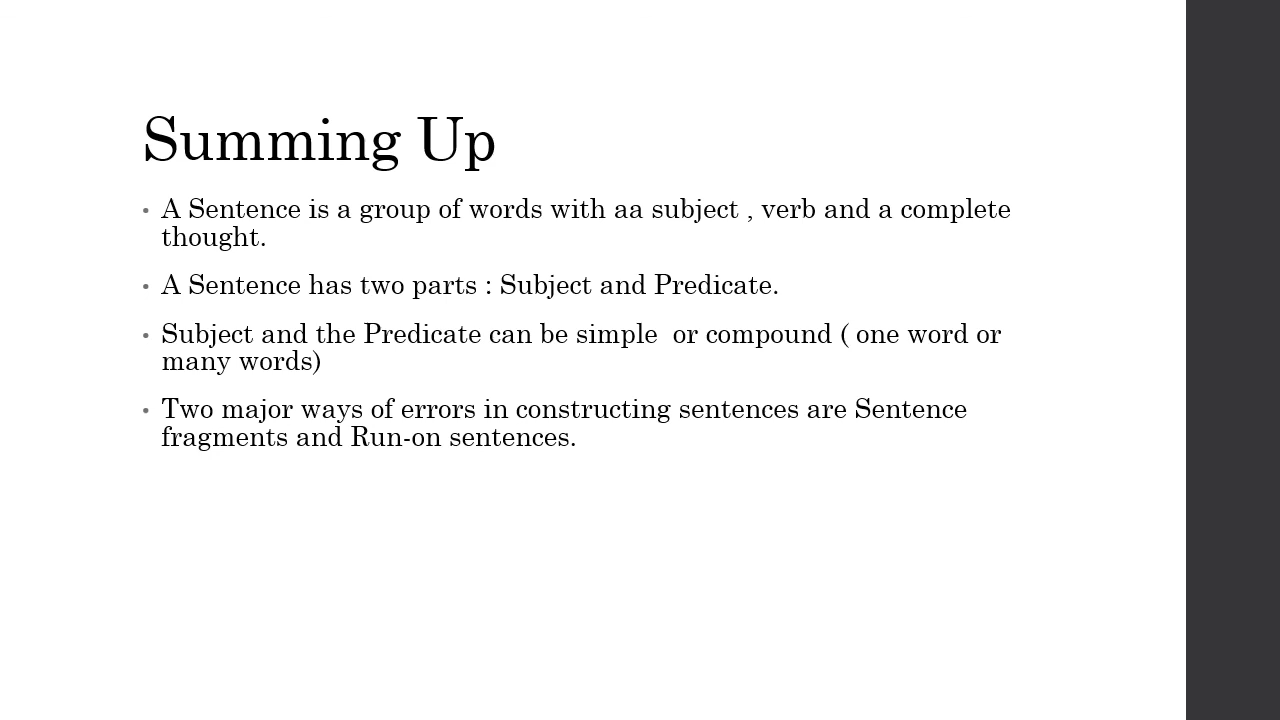 Summing Up
• A Sentence is a group of words with aa subject , verb and a complete
thought.
• A Sentence has two parts : Subject and Predicate.
• Subject and the Predicate can be simple  or compound ( one word or
many words)
• Two major ways of errors in constructing sentences are Sentence
fragments and Run-on sentences.